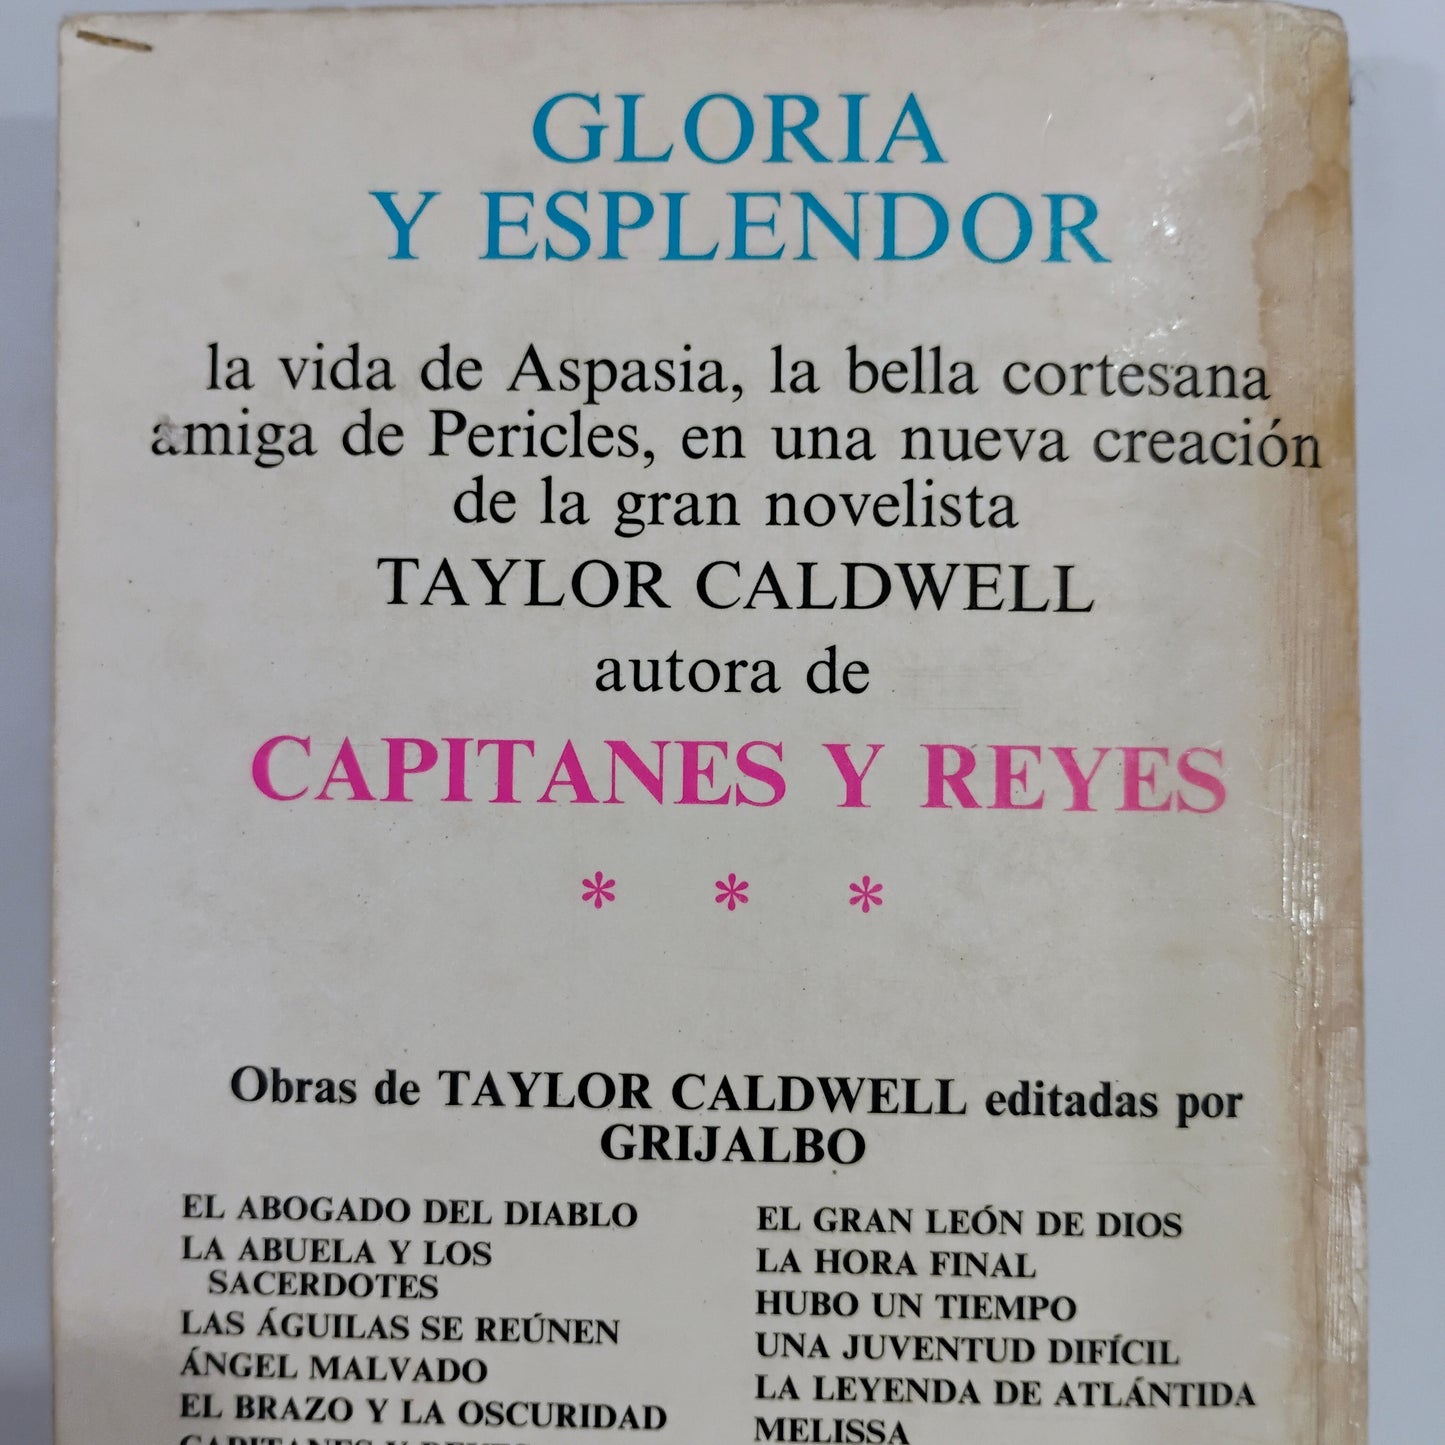 GLORIA
Y ESPLENDOR
la vida de Aspasia, la bella cortesana
amiga de Pericles, en una nueva creación
de la gran novelista
TAYLOR CALDWELL
autora de
CAPITANES Y REYES
* * *
Obras de TAYLOR CALDWELL editadas por
GRIJALBO
EL ABOGADO DEL DIABLO
LA ABUELA Y LOS
SACERDOTES
LAS ÁGUILAS SE REÚNEN
ÁNGEL MALVADO
EL BRAZO Y LA OSCURIDAD
CAPITANES Y REYES
EL GRAN LEÓN DE DIOS
LA HORA FINAL
HUBO UN TIEMPO
UNA JUVENTUD DIFÍCIL
LA LEYENDA DE ATLÁNTIDA
MELISSA